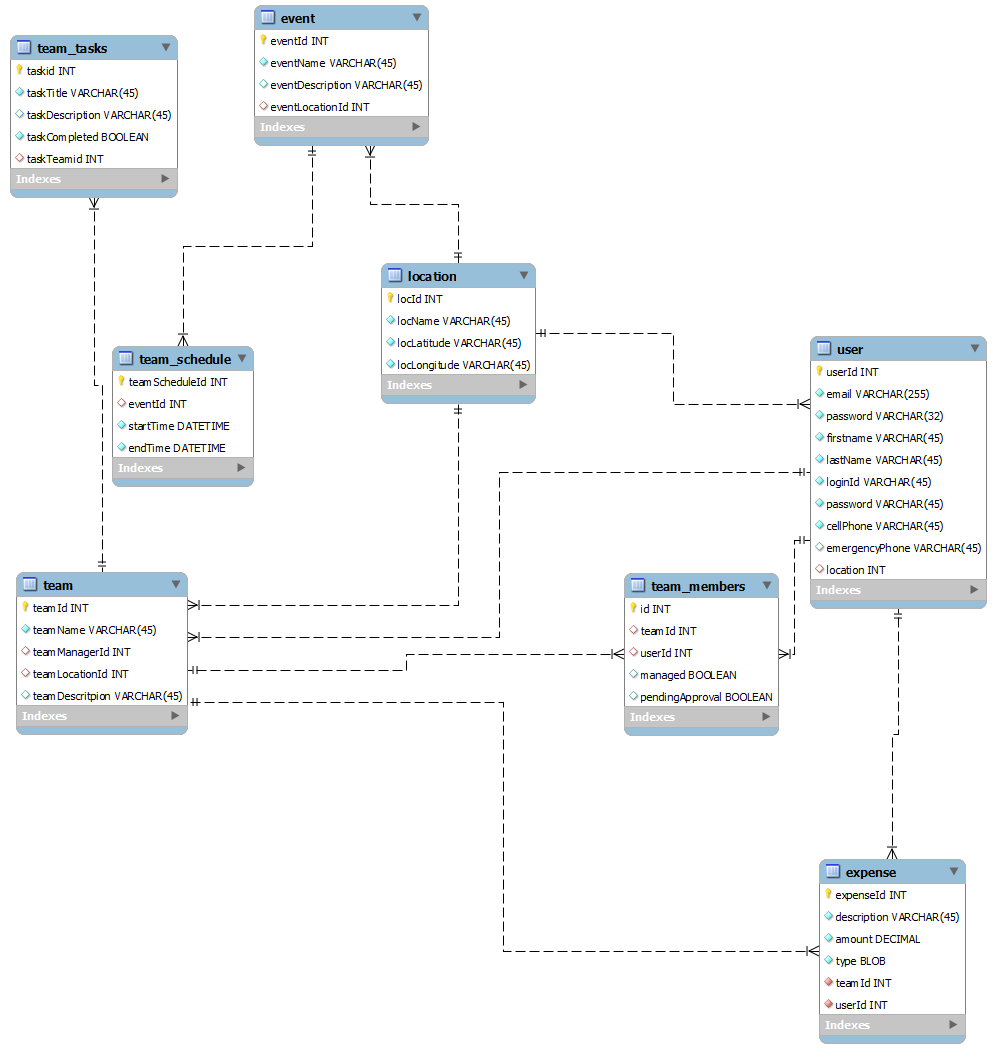 team_tasks
taskid INT
taskTitle VARCHAR(45)
taskDescription VARCHAR(45)
taskCompleted BOOLEAN
taskTeamid INT
Indexes
event
eventId INT
eventName VARCHAR(45)
eventDescription VARCHAR(45)
eventLocationId INT
Indexes
location
locId INT
locName VARCHAR(45)
locLatitude VARCHAR(45)
locLongitude VARCHAR(45)
Indexes
team_schedule
teamScheduleId INT
eventId INT
startTime DATETIME
endTime DATETIME
Indexes
user
userId INT
email VARCHAR(255)
password VARCHAR(32)
firstname VARCHAR(45)
lastName VARCHAR(45)
loginId VARCHAR(45)
password VARCHAR(45)
cellPhone VARCHAR(45)
emergencyPhone VARCHAR(45)
location INT
Indexes
team
teamId INT
teamName VARCHAR(45)
teamManagerId INT
teamLocationId INT
teamDescritpion VARCHAR(45)
Indexes
team_members
id INT
teamId INT
userId INT
managed BOOLEAN
pendingApproval BOOLEAN
Indexes
expense
expenseId INT
description VARCHAR(45)
amount DECIMAL
type BLOB
teamId INT
userId INT
Indexes